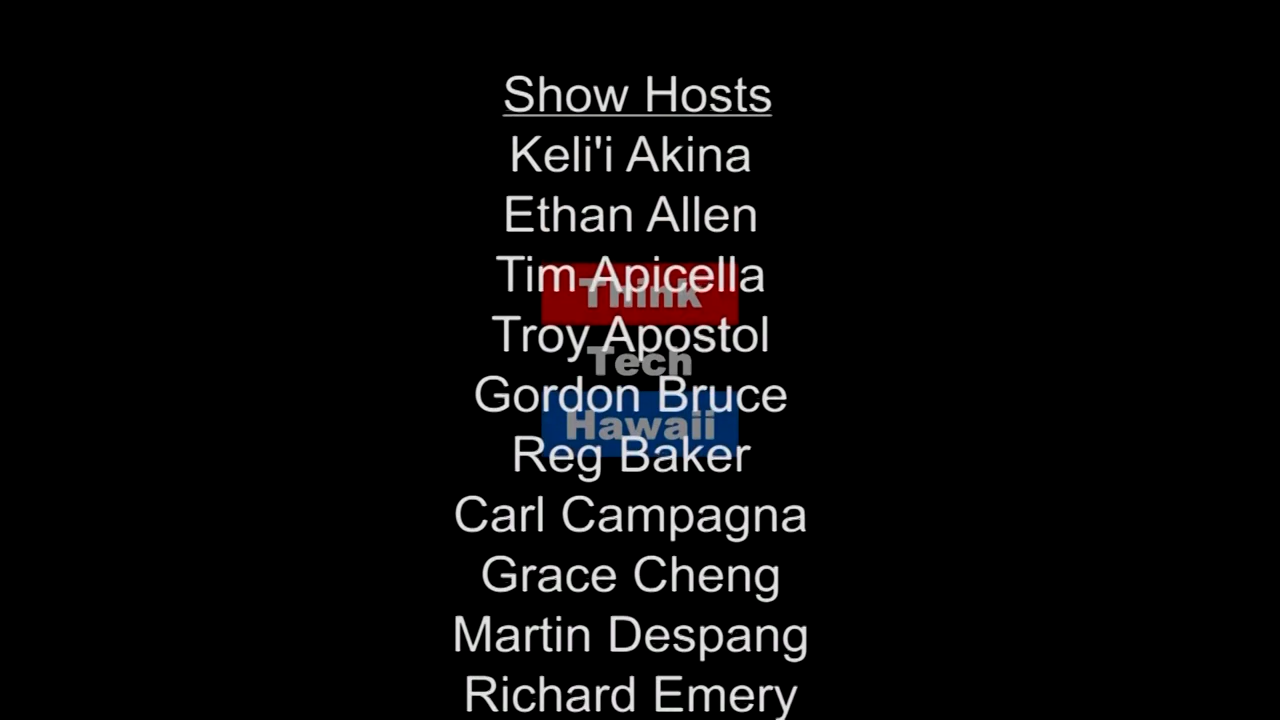 Show Hosts
Keli'i Akina
Ethan Allen
Tim Apicella
Think
Troy Apostol
Tech
Gordon Bruce
Hawaii
Reg Baker
Carl Campagna
Grace Cheng
Martin Despang
Richard Emery